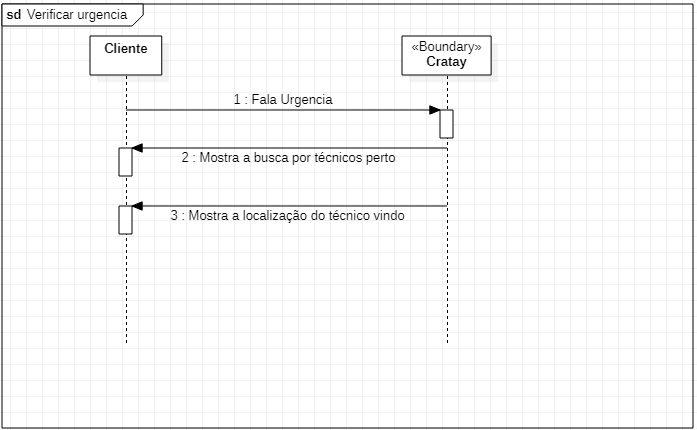 sd Verificar urgencia
Cliente
«Boundary»
Cratay
1 : Fala Urgencia
2 : Mostra a busca por técnicos perto
3 : Mostra a localização do técnico vindo